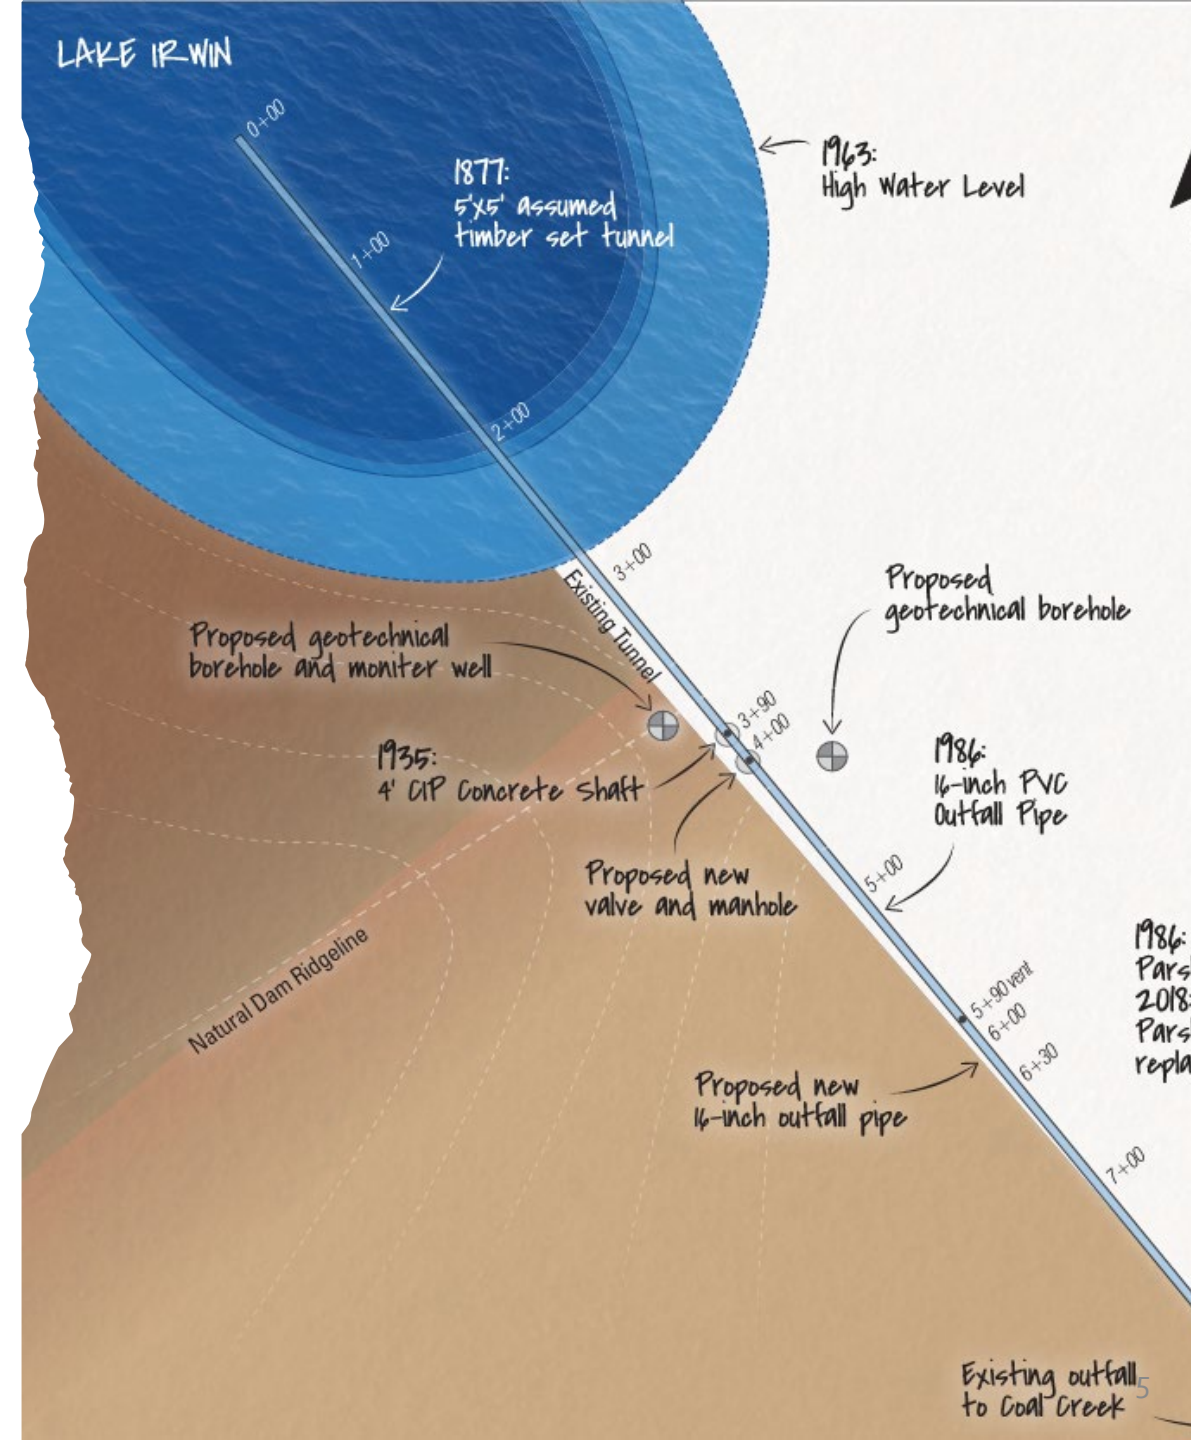 LAKE IRWIN
0+00
1877:
5'x5' assumed
timber set tunnel
1963:
High Water Level
1+00
2+00
3+00
Existing Tunnel
Proposed
geotechnical borehole
Proposed geotechnical
borehole and moniter well
3+90
4+00
1935:
4' CIP Concrete Shaft
1986:
16-inch PVC
Outfall Pipe
Proposed new
valve and manhole
5+00
Natural Dam Ridgeline
1986:
Pars
2018:
Pars
repla
5+90 vent
6+00
6+30
Proposed new
16-inch outfall pipe
7+00
Existing outfall
to Coal Creek
5